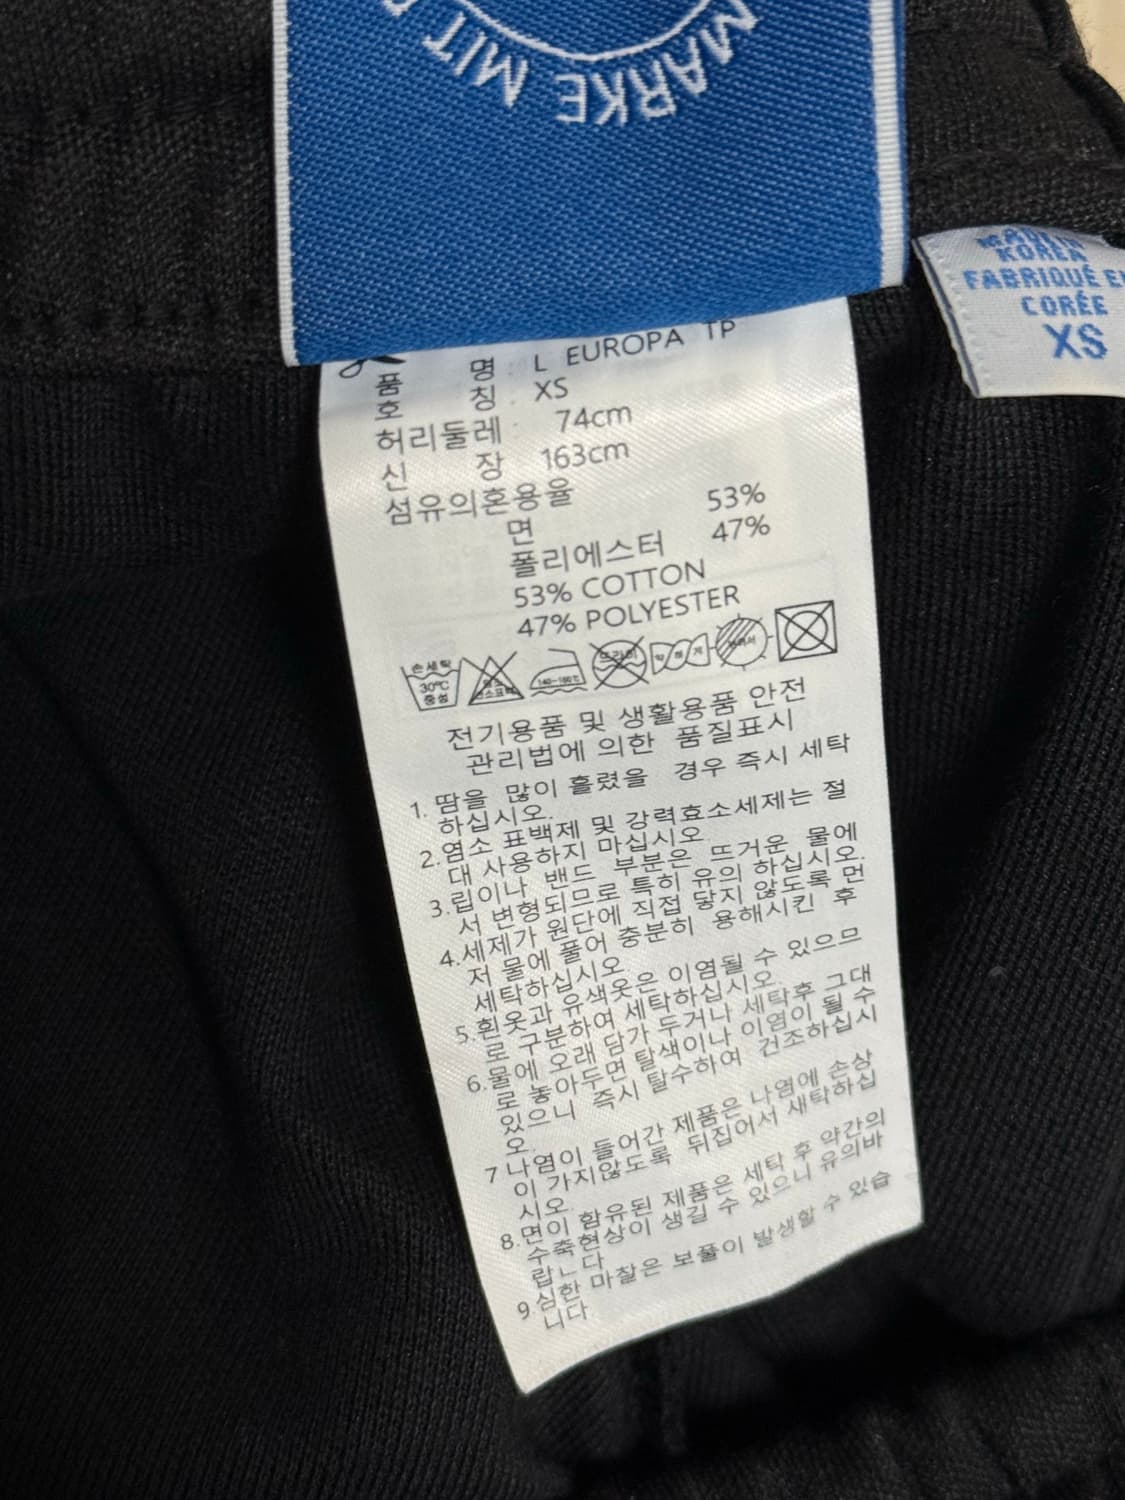 MARKE MIT
MADE IN
KOREA
FABRIQUÉ E
CORÉE
XS
품 명 : L EUROPA TP
호 칭 : XS
허리둘레 : 74cm
신 장 163cm
섬유의혼용율
면 53%
폴리에스터 47%
53% COTTON
47% POLYESTER
손세탁
30℃
중성
염소
산소표백
140~160℃
드라이
약하게
뉘어서
전기용품 및 생활용품 안전
관리법에 의한 품질표시
1. 땀을 많이 흘렸을 경우 즉시 세탁
하십시오.
2. 염소 표백제 및 강력효소세제는 절
대 사용하지 마십시오
3. 립이나 밴드 부분은 뜨거운 물에
서 변형되므로 특히 유의 하십시오.
4. 세제가 원단에 직접 닿지 않도록 먼
저 물에 풀어 충분히 용해시킨 후
세탁하십시오
5. 흰옷과 유색옷은 이염될 수 있으므
로 구분하여 세탁하십시오.
6. 물에 오래 담가 두거나 세탁후 그대
로 놓아두면 탈색이나 이염이 될 수
있으니 즉시 탈수하여 건조하십시
오.
7 나염이 들어간 제품은 나염에 손상
이 가지않도록 뒤집어서 세탁하십
시오.
8. 면이 함유된 제품은 세탁 후 약간의
수축현상이 생길 수 있으니 유의바
랍니다
9. 심한 마찰은 보풀이 발생할 수 있습
니다